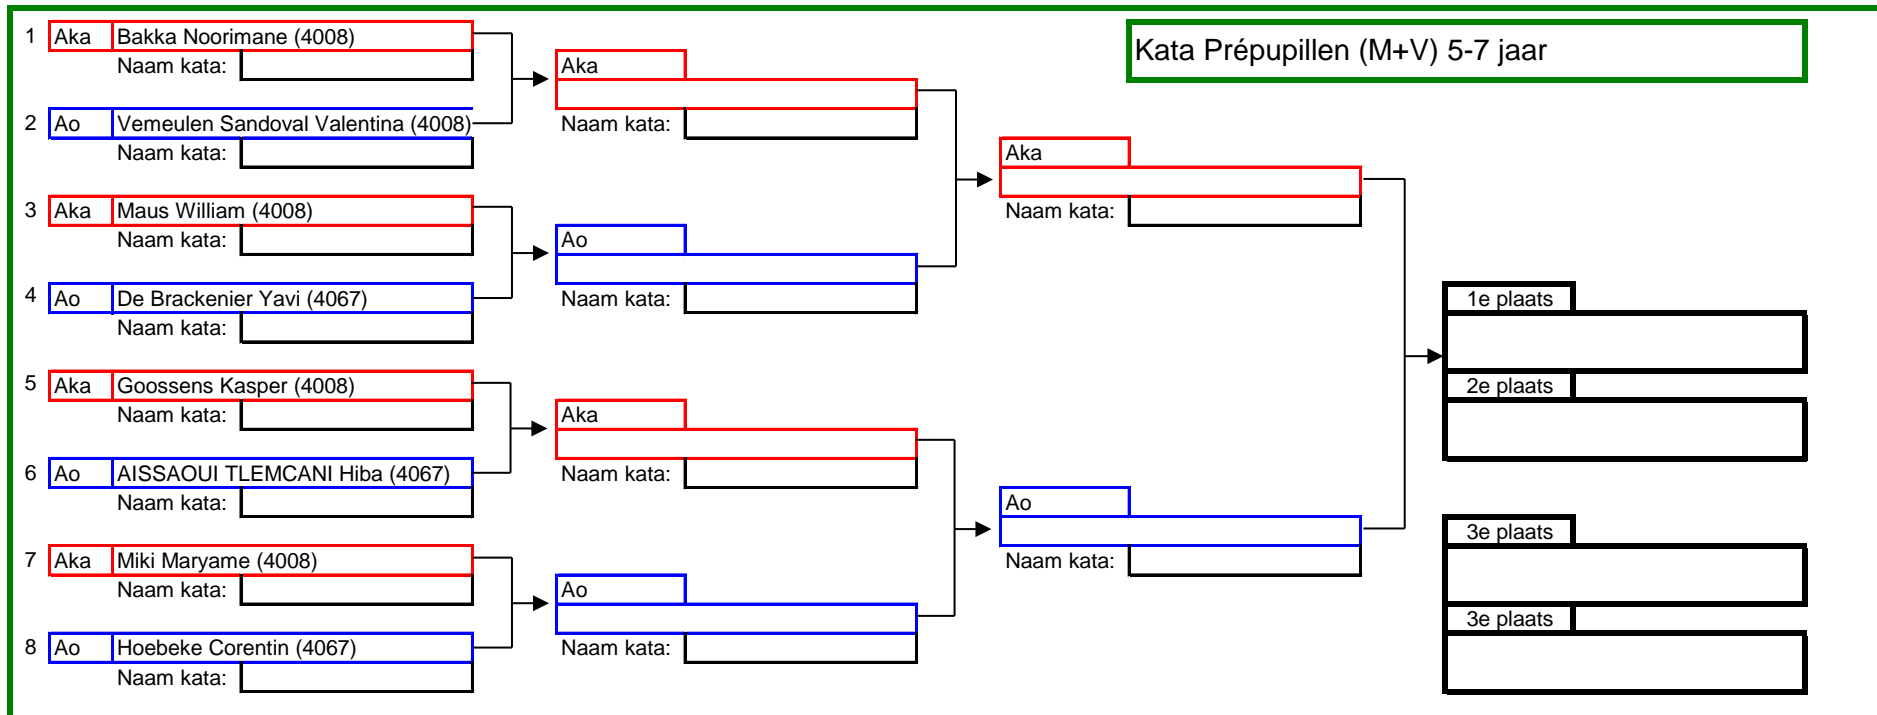 Kata Prépupillen (M+V) 5-7 jaar
1 Aka Bakka Noorimane (4008)
Naam kata:
2 Ao Vemeulen Sandoval Valentina (4008)
Naam kata:
3 Aka Maus William (4008)
Naam kata:
4 Ao De Brackenier Yavi (4067)
Naam kata:
5 Aka Goossens Kasper (4008)
Naam kata:
6 Ao AISSAOUI TLEMCANI Hiba (4067)
Naam kata:
7 Aka Miki Maryame (4008)
Naam kata:
8 Ao Hoebeke Corentin (4067)
Naam kata:
Aka
Naam kata:
Ao
Naam kata:
Aka
Naam kata:
Ao
Naam kata:
Aka
Naam kata:
Ao
Naam kata:
1e plaats
2e plaats
3e plaats
3e plaats